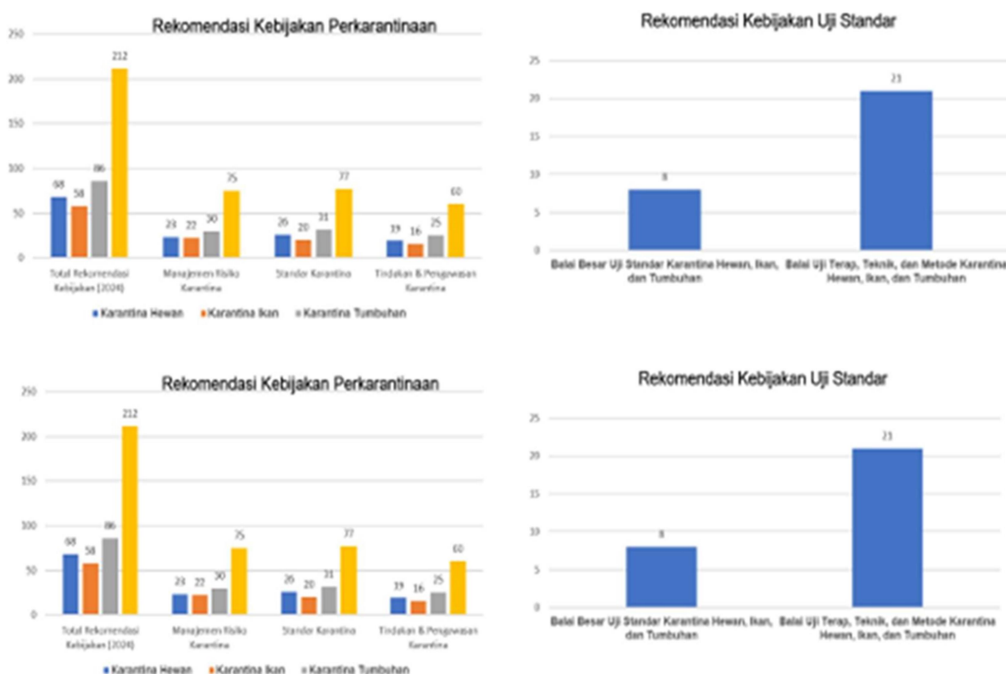 Rekomendasi Kebijakan Perkarantinaan
250
200
150
100
50
0
212
68
58
86
23
22
30
75
26
20
31
77
19
16
25
60
Total Rekomendasi
Kebijakan (2024)
Manajemen Risiko
Karantina
Standar Karantina
Tindakan & Pengawasan
Karantina
Karantina Hewan
Karantina Ikan
Karantina Tumbuhan
Rekomendasi Kebijakan Uji Standar
25
20
15
10
5
0
8
21
Balai Besar Uji Standar Karantina Hewan, Ikan,
dan Tumbuhan
Balai Uji Terap, Teknik, dan Metode Karantina
Hewan, Ikan, dan Tumbuhan
Rekomendasi Kebijakan Perkarantinaan
250
200
150
100
50
0
212
68
58
86
23
22
30
75
26
20
31
77
19
16
25
60
Total Rekomendasi
Kebijakan (2024)
Manajemen Risiko
Karantina
Standar Karantina
Tindakan & Pengawasan
Karantina
Karantina Hewan
Karantina Ikan
Karantina Tumbuhan
Rekomendasi Kebijakan Uji Standar
25
20
15
10
5
0
8
21
Balai Besar Uji Standar Karantina Hewan, Ikan,
dan Tumbuhan
Balai Uji Terap, Teknik, dan Metode Karantina
Hewan, Ikan, dan Tumbuhan